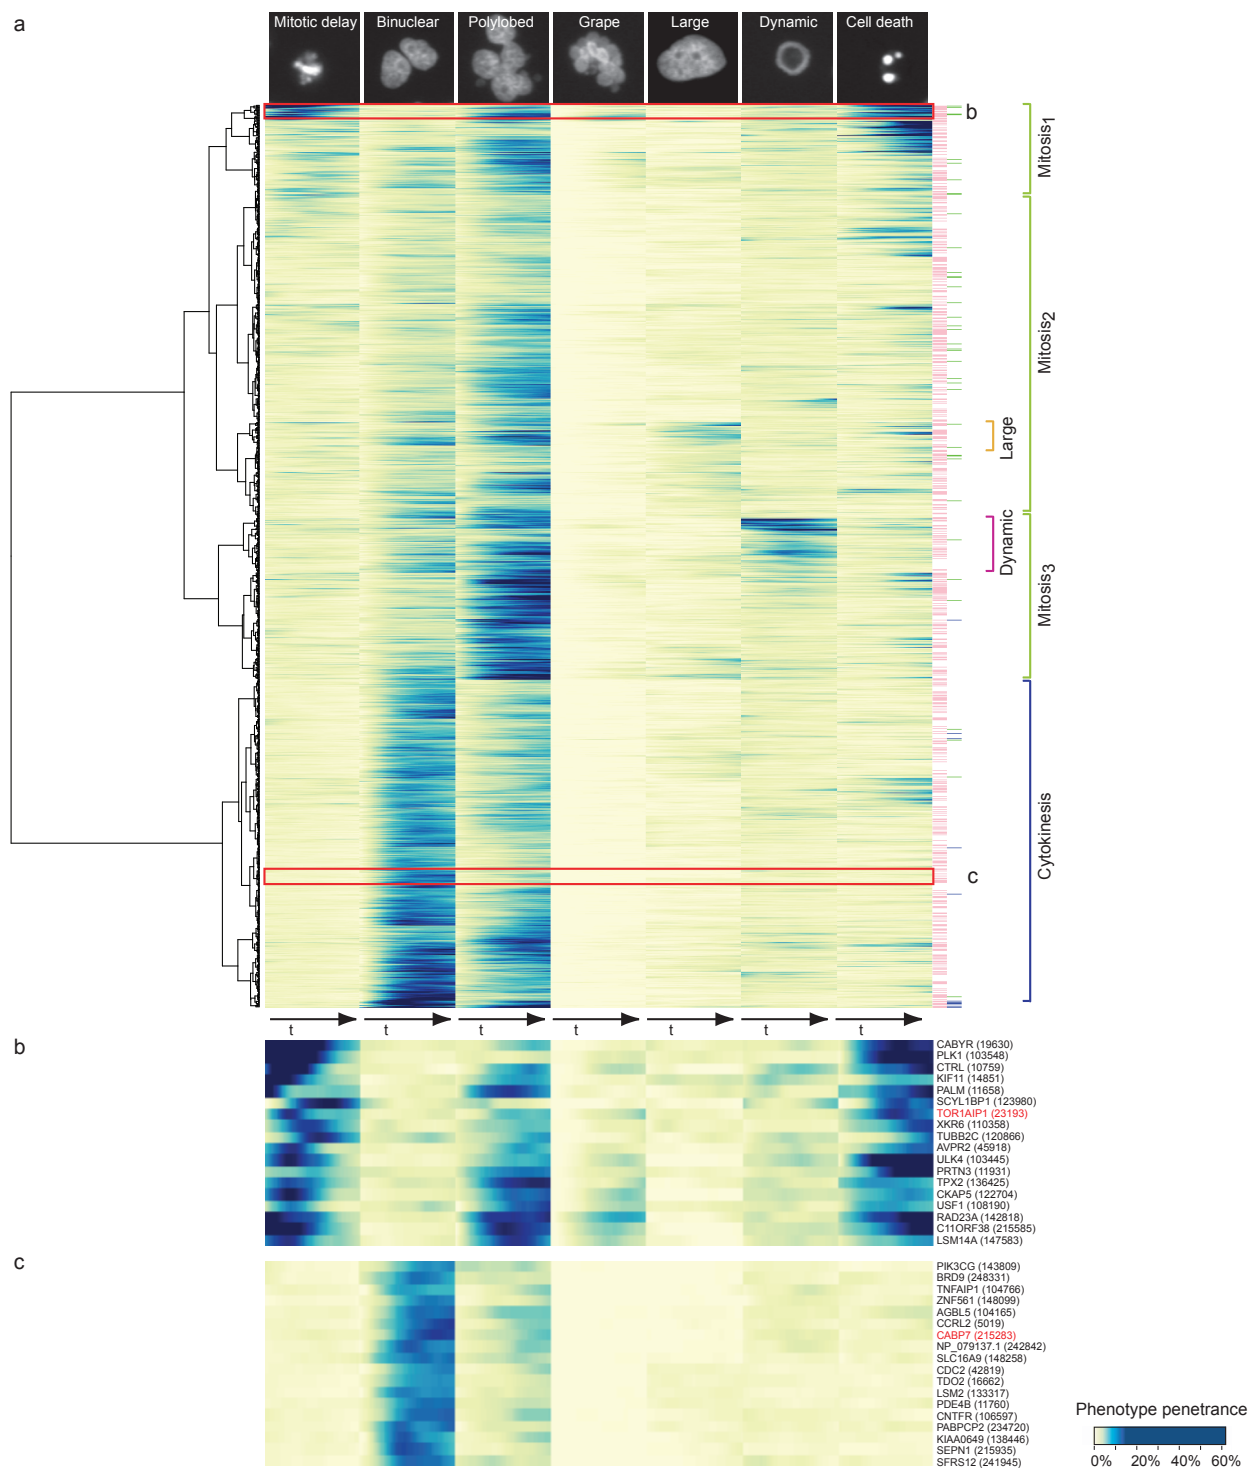 a
Mitotic delay Binuclear Polylobed Grape Large Dynamic Cell death
b
Mitosis1
Mitosis2
Large
Dynamic
Mitosis3
c
Cytokinesis
t t t t t t t
b
CABYR (19630)
PLK1 (103548)
CTRL (10759)
KIF11 (14851)
PALM (11658)
SCYL1BP1 (123980)
TOR1AIP1 (23193)
XKR6 (110358)
TUBB2C (120866)
AVPR2 (45918)
ULK4 (103445)
PRTN3 (11931)
TPX2 (136425)
CKAP5 (122704)
USF1 (108190)
RAD23A (142818)
C11ORF38 (215585)
LSM14A (147583)
c
PIK3CG (143809)
BRD9 (248331)
TNFAIP1 (104766)
ZNF561 (148099)
AGBL5 (104165)
CCRL2 (5019)
CABP7 (215283)
NP_079137.1 (242842)
SLC16A9 (148258)
CDC2 (42819)
TDO2 (16662)
LSM2 (133317)
PDE4B (11760)
CNTFR (106597)
PABPCP2 (234720)
KIAA0649 (138446)
SEPN1 (215935)
SFRS12 (241945)
Phenotype penetrance
0% 20% 40% 60%